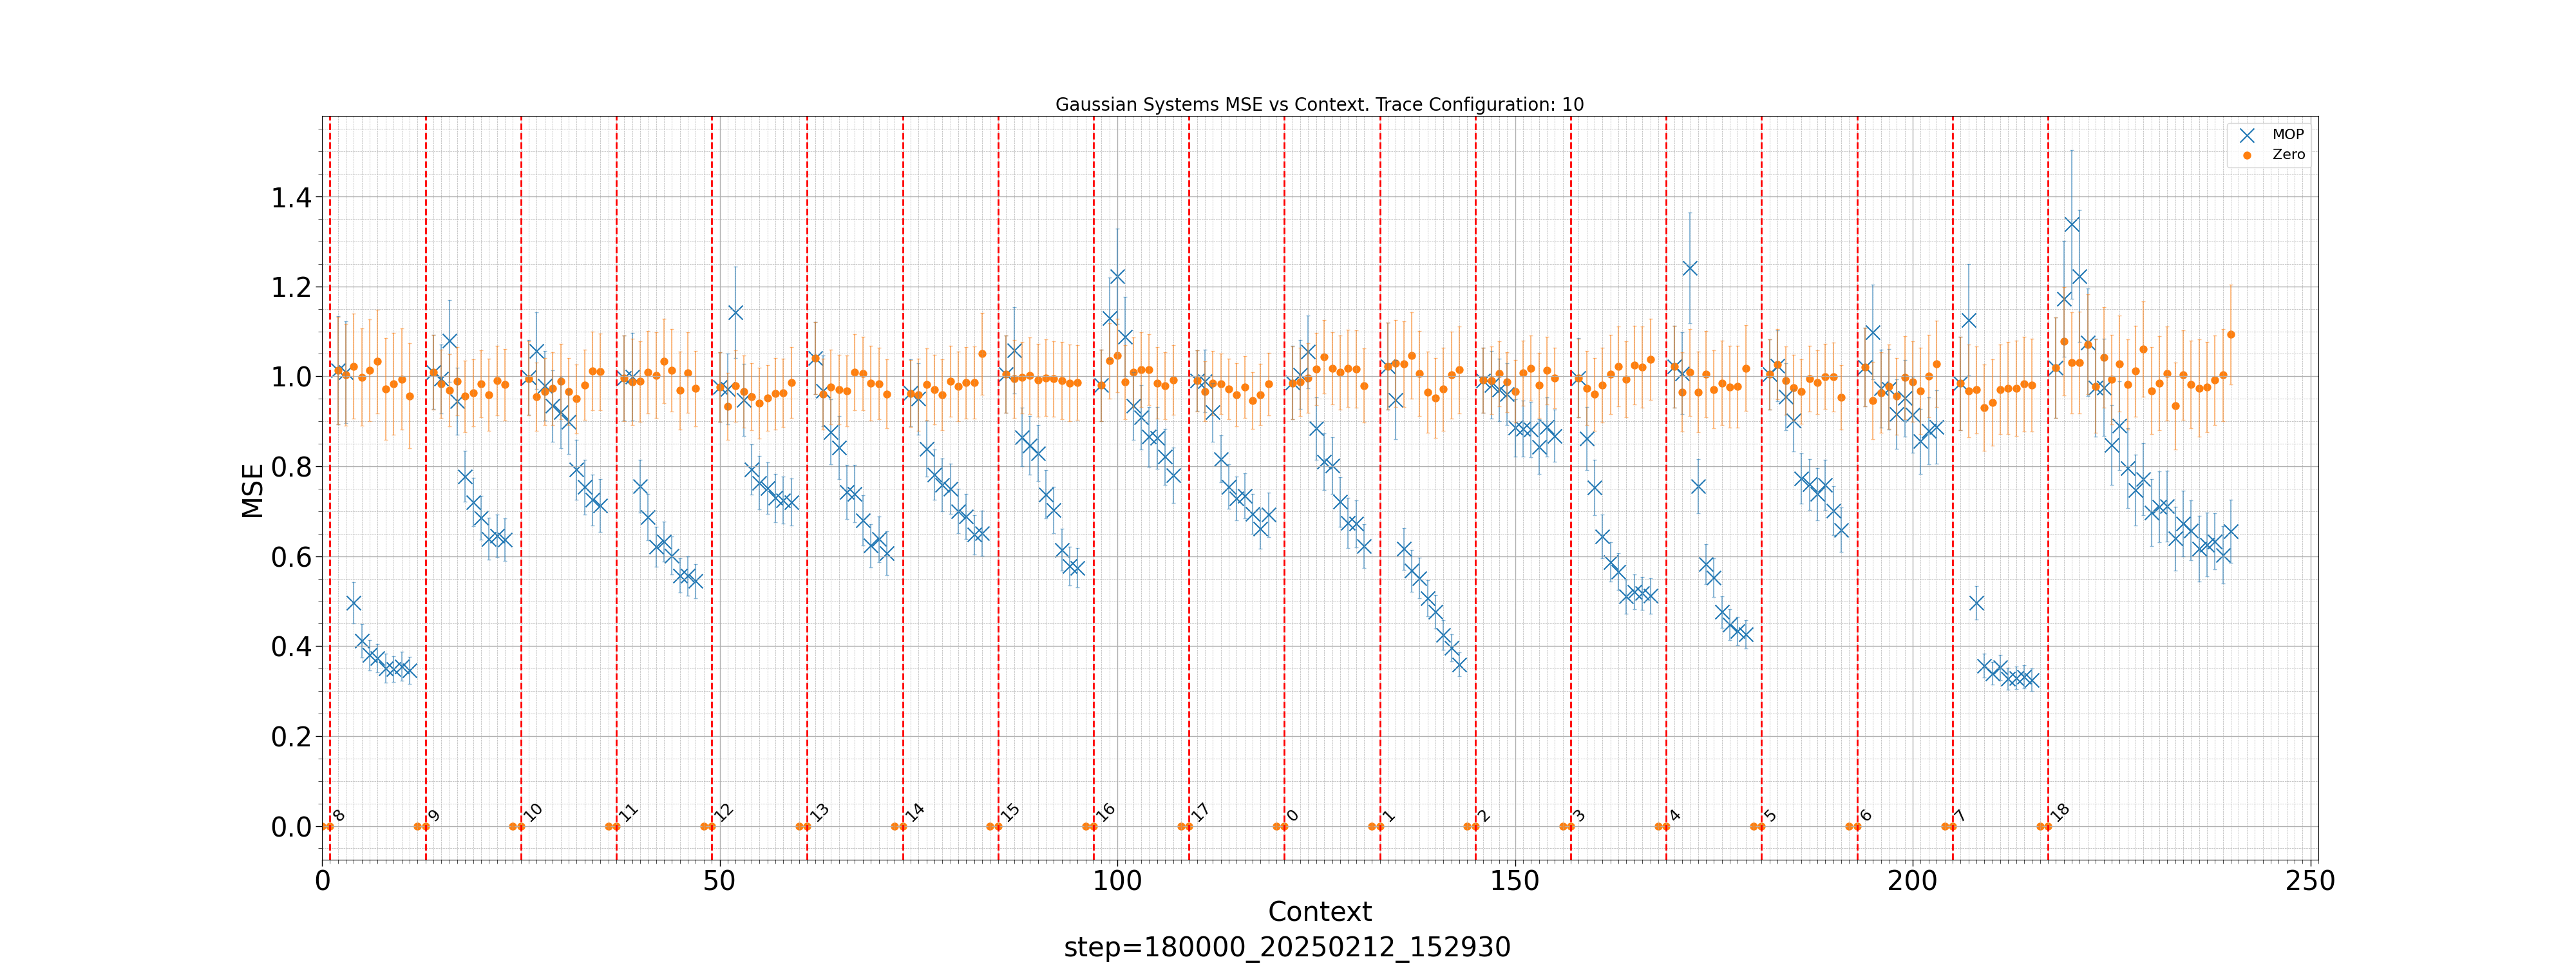 Gaussian Systems MSE vs Context. Trace Configuration: 10
MOP
Zero
MSE
1.4
1.2
1.0
0.8
0.6
0.4
0.2
0.0
8 9 10 11 12 13 14 15 16 17 0 1 2 3 4 5 6 7 18
0 50 100 150 200 250
Context
step=180000_20250212_152930